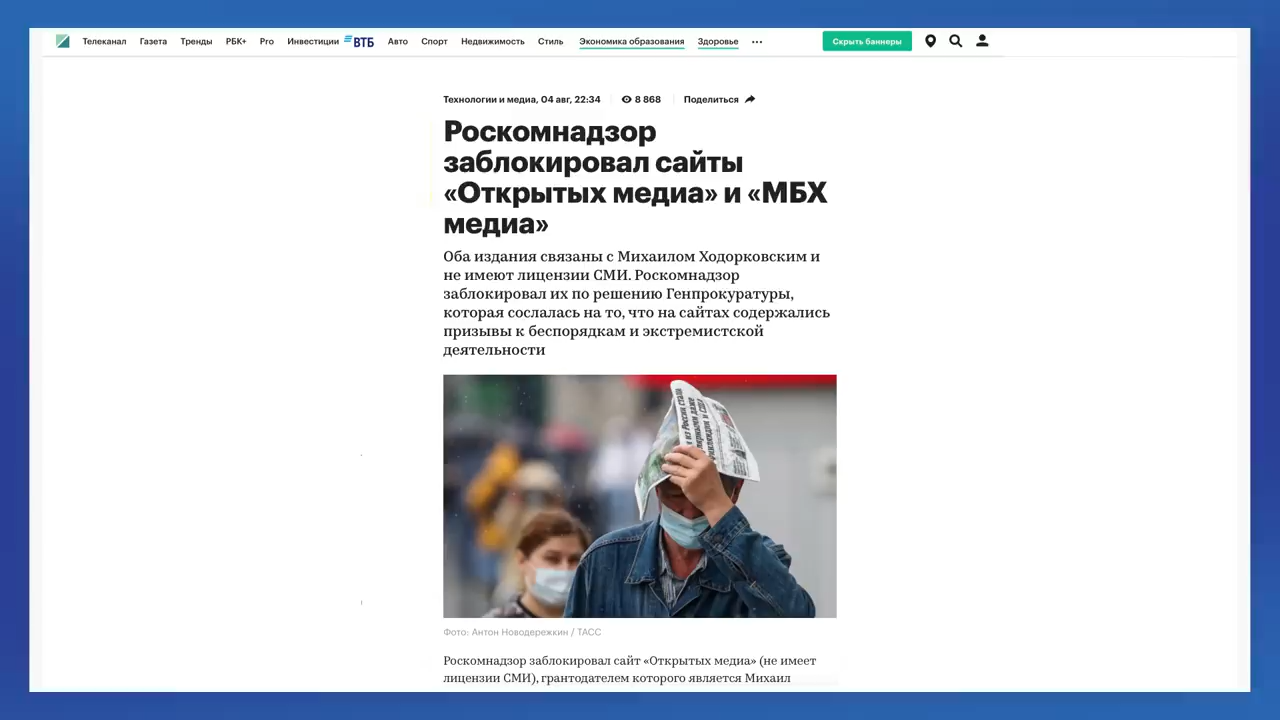 Телеканал Газета Тренды РБК+ Pro Инвестиции ВТБ Авто Спорт Недвижимость Стиль Экономика образования Здоровье ... Скрыть баннеры
Технологии и медиа, 04 авг, 22:34 8 868 Поделиться
Роскомнадзор
заблокировал сайты
«Открытых медиа» и «МБХ
медиа»
Оба издания связаны с Михаилом Ходорковским и
не имеют лицензии СМИ. Роскомнадзор
заблокировал их по решению Генпрокуратуры,
которая сослалась на то, что на сайтах содержались
призывы к беспорядкам и экстремистской
деятельности
из России стали
Фото: Антон Новодережкин / ТАСС
Роскомнадзор заблокировал сайт «Открытых медиа» (не имеет
лицензии СМИ), грантодателем которого является Михаил